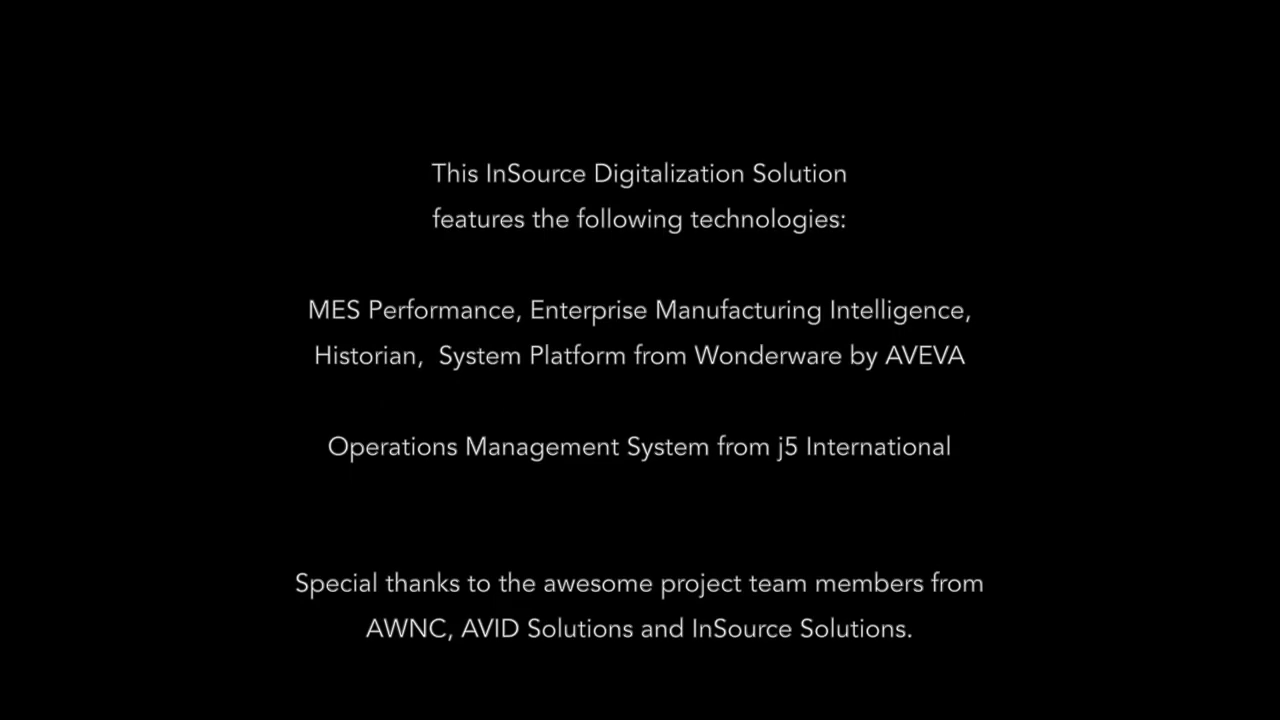 This InSource Digitalization Solution
features the following technologies:
MES Performance, Enterprise Manufacturing Intelligence,
Historian,  System Platform from Wonderware by AVEVA
Operations Management System from j5 International
Special thanks to the awesome project team members from
AWNC, AVID Solutions and InSource Solutions.